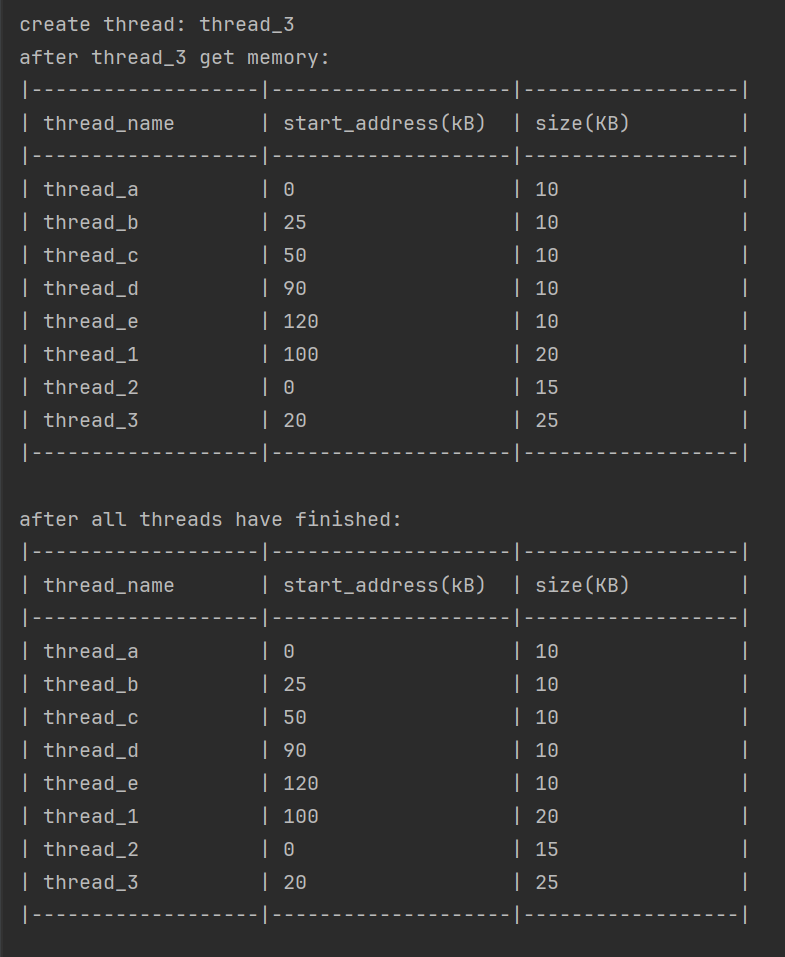 create thread: thread_3
after thread_3 get memory:
|-------------------|--------------------|------------------|
| thread_name       | start_address(kB)  | size(KB)         |
|-------------------|--------------------|------------------|
| thread_a          | 0                  | 10               |
| thread_b          | 25                 | 10               |
| thread_c          | 50                 | 10               |
| thread_d          | 90                 | 10               |
| thread_e          | 120                | 10               |
| thread_1          | 100                | 20               |
| thread_2          | 0                  | 15               |
| thread_3          | 20                 | 25               |
|-------------------|--------------------|------------------|
after all threads have finished:
|-------------------|--------------------|------------------|
| thread_name       | start_address(kB)  | size(KB)         |
|-------------------|--------------------|------------------|
| thread_a          | 0                  | 10               |
| thread_b          | 25                 | 10               |
| thread_c          | 50                 | 10               |
| thread_d          | 90                 | 10               |
| thread_e          | 120                | 10               |
| thread_1          | 100                | 20               |
| thread_2          | 0                  | 15               |
| thread_3          | 20                 | 25               |
|-------------------|--------------------|------------------|